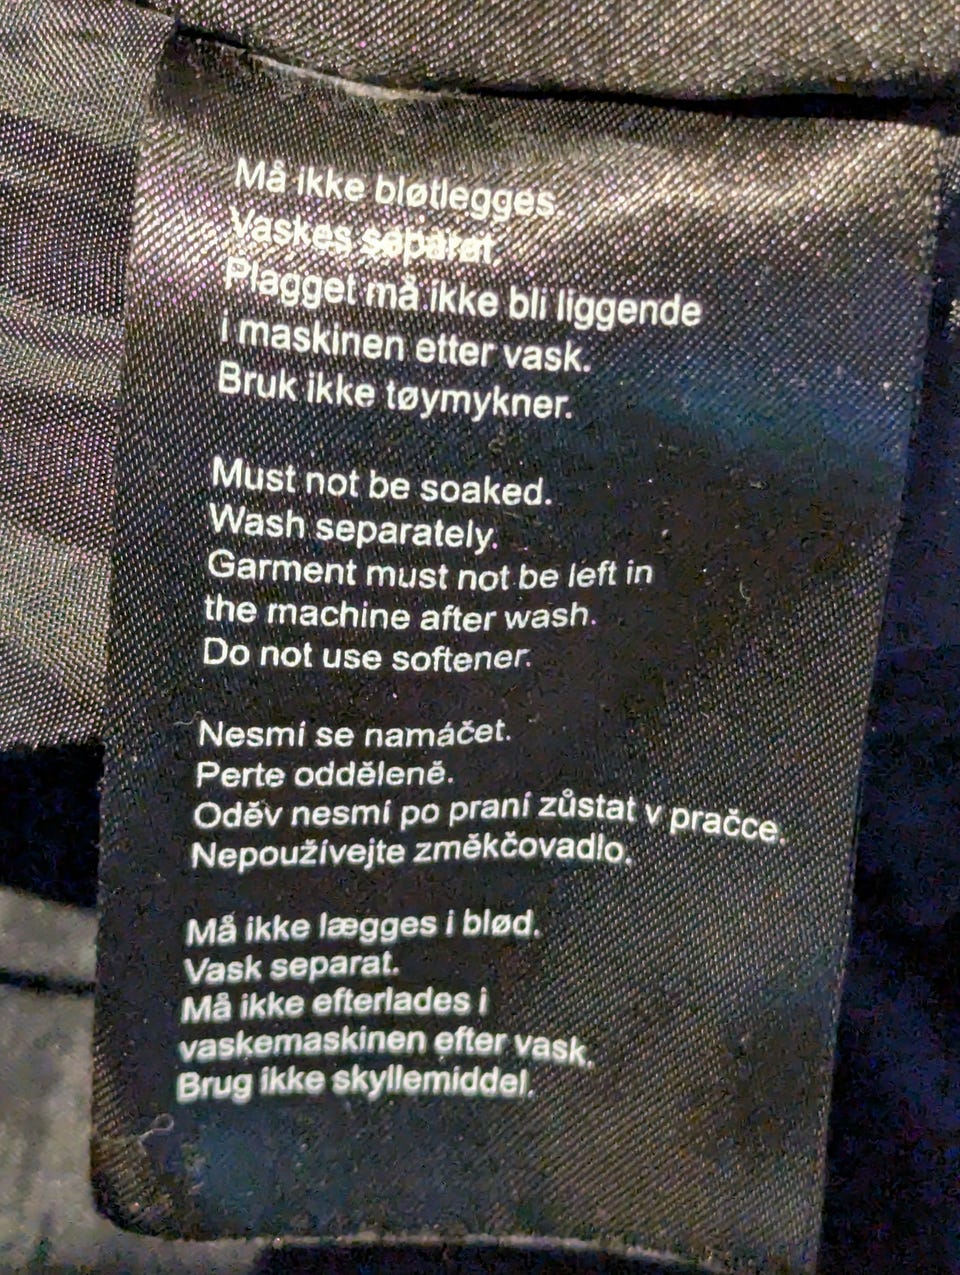 Må ikke bløtlegges.
Vaskes separat.
Plagget må ikke bli liggende
i maskinen etter vask.
Bruk ikke tøymykner.
Must not be soaked.
Wash separately.
Garment must not be left in
the machine after wash.
Do not use softener.
Nesmí se namáčet.
Perte odděleně.
Oděv nesmí po praní zůstat v pračce.
Nepoužívejte změkčovadlo.
Må ikke lægges i blød.
Vask separat.
Må ikke efterlades i
vaskemaskinen efter vask.
Brug ikke skyllemiddel.